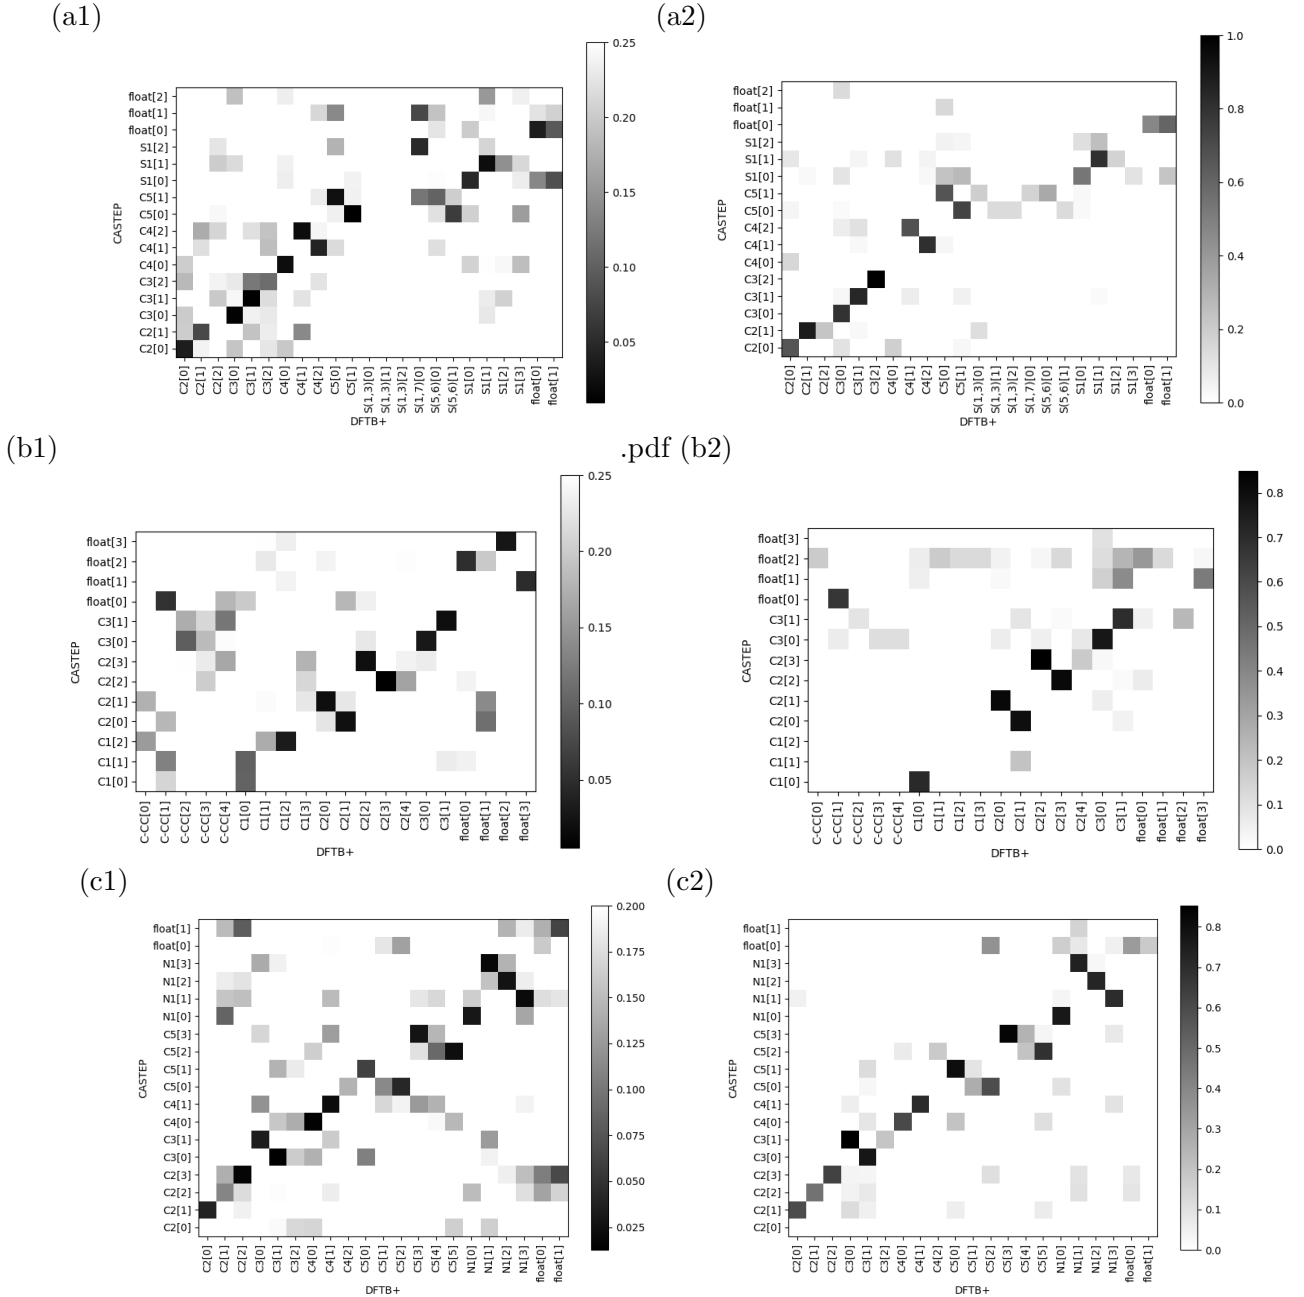 (a1)
0.25
0.20
0.15
0.10
0.05
float[2]
float[1]
float[0]
S1[2]
S1[1]
S1[0]
C5[1]
C5[0]
C4[2]
C4[1]
C4[0]
C3[2]
C3[1]
C3[0]
C2[1]
C2[0]
CASTEP
C2[0]
C2[1]
C2[2]
C3[0]
C3[1]
C3[2]
C4[0]
C4[1]
C4[2]
C5[0]
C5[1]
S(1,3)[0]
S(1,3)[1]
S(1,3)[2]
S(1,7)[0]
S(5,6)[0]
S(5,6)[1]
S1[0]
S1[1]
S1[2]
S1[3]
float[0]
float[1]
DFTB+
(a2)
1.0
0.8
0.6
0.4
0.2
0.0
float[2]
float[1]
float[0]
S1[2]
S1[1]
S1[0]
C5[1]
C5[0]
C4[2]
C4[1]
C4[0]
C3[2]
C3[1]
C3[0]
C2[1]
C2[0]
CASTEP
C2[0]
C2[1]
C2[2]
C3[0]
C3[1]
C3[2]
C4[0]
C4[1]
C4[2]
C5[0]
C5[1]
S(1,3)[0]
S(1,3)[1]
S(1,3)[2]
S(1,7)[0]
S(5,6)[0]
S(5,6)[1]
S1[0]
S1[1]
S1[2]
S1[3]
float[0]
float[1]
DFTB+
(b1)
0.25
0.20
0.15
0.10
0.05
float[3]
float[2]
float[1]
float[0]
C3[1]
C3[0]
C2[3]
C2[2]
C2[1]
C2[0]
C1[2]
C1[1]
C1[0]
CASTEP
C-CC[0]
C-CC[1]
C-CC[2]
C-CC[3]
C-CC[4]
C1[0]
C1[1]
C1[2]
C1[3]
C2[0]
C2[1]
C2[2]
C2[3]
C2[4]
C3[0]
C3[1]
float[0]
float[1]
float[2]
float[3]
DFTB+
.pdf (b2)
0.8
0.7
0.6
0.5
0.4
0.3
0.2
0.1
0.0
float[3]
float[2]
float[1]
float[0]
C3[1]
C3[0]
C2[3]
C2[2]
C2[1]
C2[0]
C1[2]
C1[1]
C1[0]
CASTEP
C-CC[0]
C-CC[1]
C-CC[2]
C-CC[3]
C-CC[4]
C1[0]
C1[1]
C1[2]
C1[3]
C2[0]
C2[1]
C2[2]
C2[3]
C2[4]
C3[0]
C3[1]
float[0]
float[1]
float[2]
float[3]
DFTB+
(c1)
0.200
0.175
0.150
0.125
0.100
0.075
0.050
0.025
float[1]
float[0]
N1[3]
N1[2]
N1[1]
N1[0]
C5[3]
C5[2]
C5[1]
C5[0]
C4[1]
C4[0]
C3[1]
C3[0]
C2[3]
C2[2]
C2[1]
C2[0]
CASTEP
C2[0]
C2[1]
C2[2]
C3[0]
C3[1]
C3[2]
C4[0]
C4[1]
C4[2]
C5[0]
C5[1]
C5[2]
C5[3]
C5[4]
C5[5]
N1[0]
N1[1]
N1[2]
N1[3]
float[0]
float[1]
DFTB+
(c2)
0.8
0.7
0.6
0.5
0.4
0.3
0.2
0.1
0.0
float[1]
float[0]
N1[3]
N1[2]
N1[1]
N1[0]
C5[3]
C5[2]
C5[1]
C5[0]
C4[1]
C4[0]
C3[1]
C3[0]
C2[3]
C2[2]
C2[1]
C2[0]
CASTEP
C2[0]
C2[1]
C2[2]
C3[0]
C3[1]
C3[2]
C4[0]
C4[1]
C4[2]
C5[0]
C5[1]
C5[2]
C5[3]
C5[4]
C5[5]
N1[0]
N1[1]
N1[2]
N1[3]
float[0]
float[1]
DFTB+